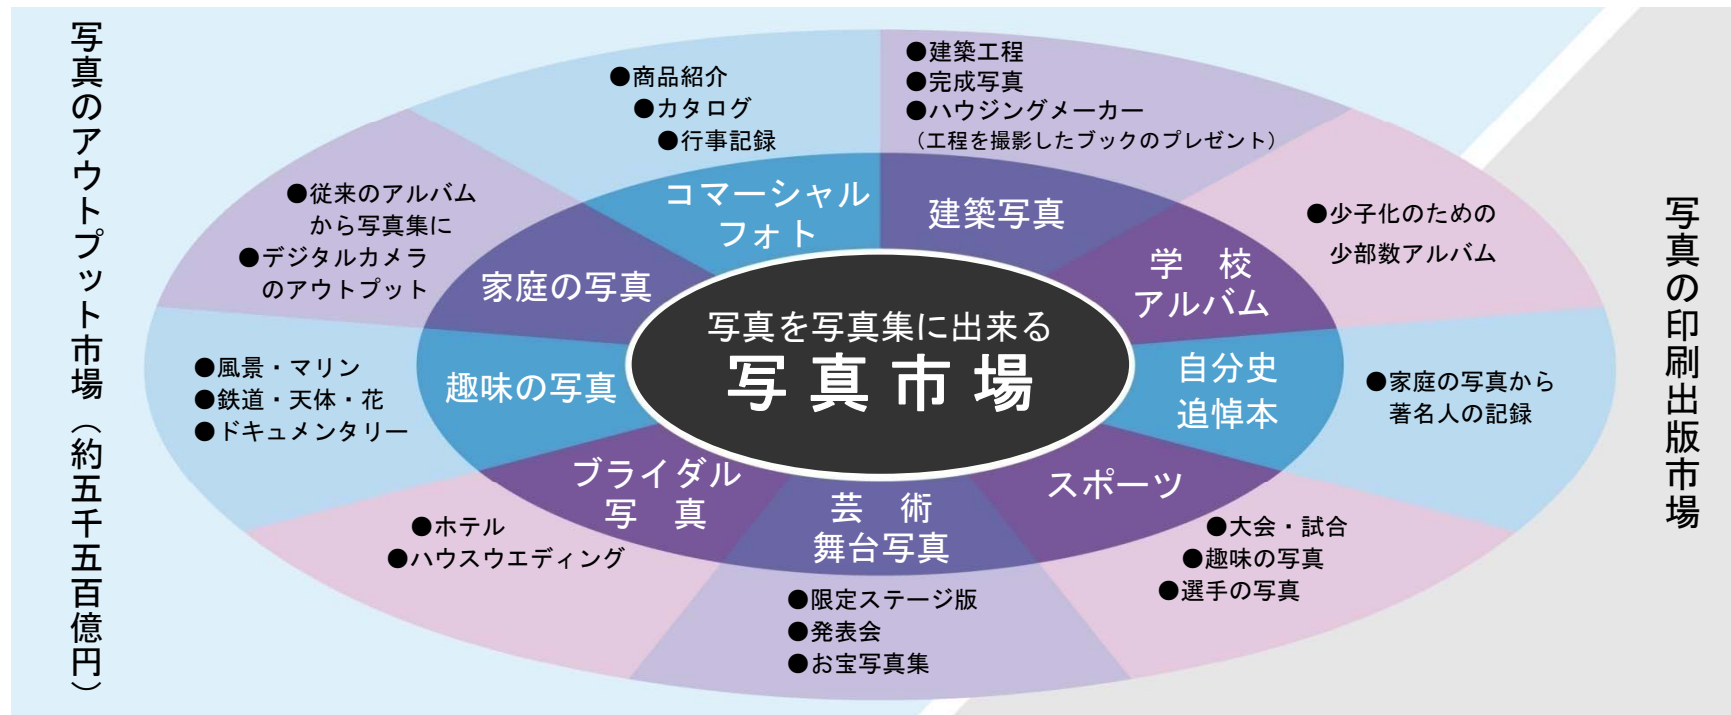 写真のアウトプット市場（約五千五百億円）
写真の印刷出版市場
写真を写真集に出来る
写真市場
コマーシャル
フォト
●商品紹介
●カタログ
●行事記録
建築写真
●建築工程
●完成写真
●ハウジングメーカー
（工程を撮影したブックのプレゼント）
学　校
アルバム
●少子化のための
少部数アルバム
自分史
追悼本
●家庭の写真から
著名人の記録
スポーツ
●大会・試合
●趣味の写真
●選手の写真
芸　術
舞台写真
●限定ステージ版
●発表会
●お宝写真集
ブライダル
写　真
●ホテル
●ハウスウエディング
趣味の写真
●風景・マリン
●鉄道・天体・花
●ドキュメンタリー
家庭の写真
●従来のアルバム
から写真集に
●デジタルカメラ
のアウトプット